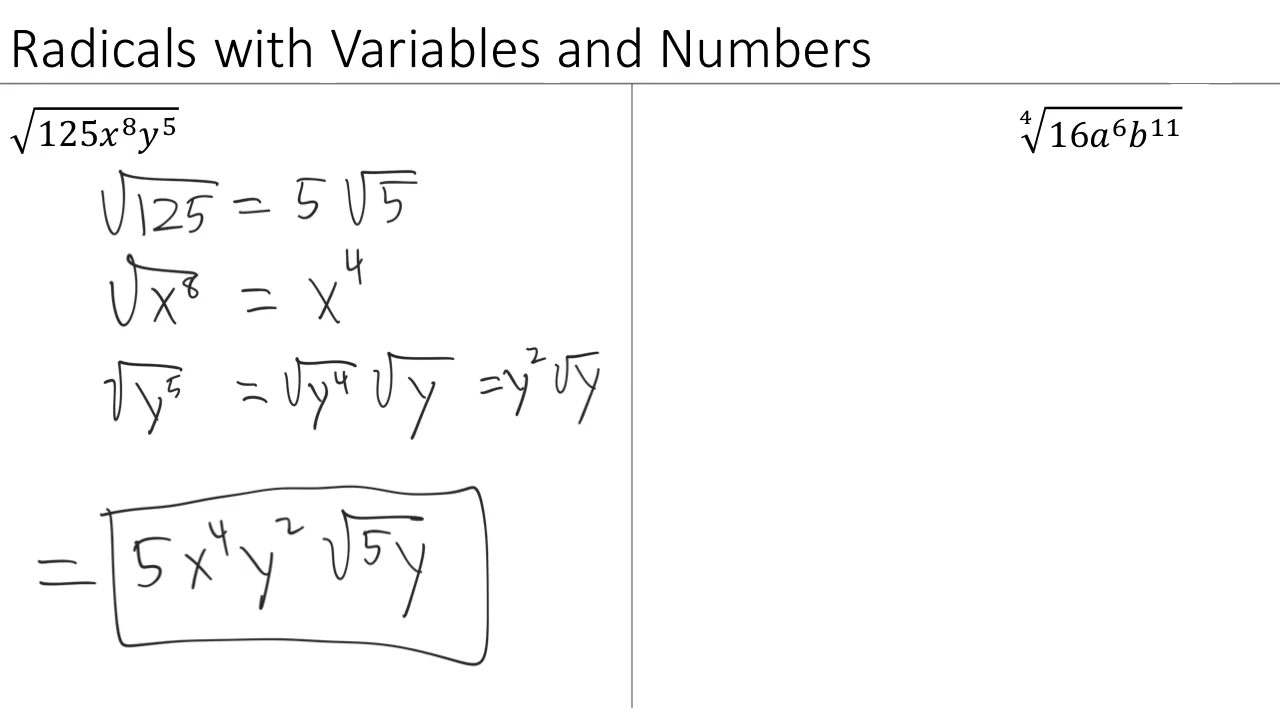 Radicals with Variables and Numbers
√(125x⁸y⁵)
√125 = 5√5
√x⁸ = x⁴
√y⁵ = √y⁴ √y = y²√y
= 5x⁴y²√(5y)
⁴√(16a⁶b¹¹)